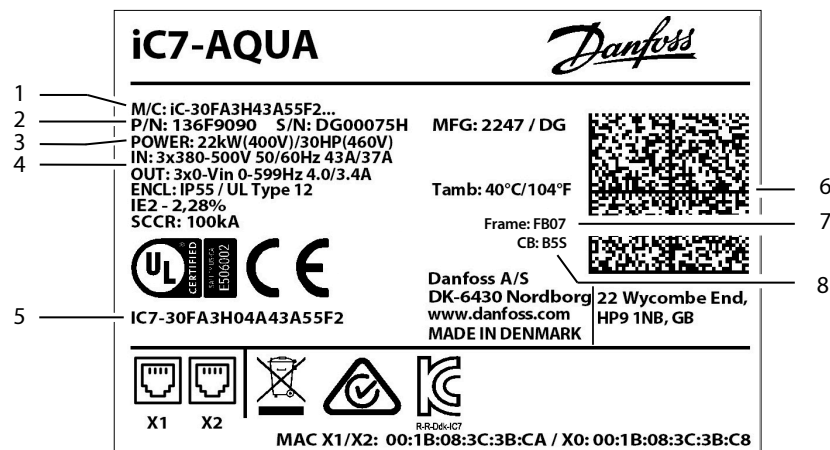 iC7-AQUA
Danfoss
1
M/C: iC-30FA3H43A55F2...
2
P/N: 136F9090 S/N: DG00075H
MFG: 2247 / DG
3
POWER: 22kW(400V)/30HP(460V)
4
IN: 3x380-500V 50/60Hz 43A/37A
OUT: 3x0-Vin 0-599Hz 4.0/3.4A
ENCL: IP55 / UL Type 12
Tamb: 40°C/104°F
6
IE2 - 2,28%
SCCR: 100kA
Frame: FB07
7
CB: B5S
8
UL
CERTIFIED
E506002
CE
Danfoss A/S
DK-6430 Nordborg
www.danfoss.com
MADE IN DENMARK
22 Wycombe End,
HP9 1NB, GB
5
IC7-30FA3H04A43A55F2
X1
X2
R-R-Ddk-IC7
MAC X1/X2: 00:1B:08:3C:3B:CA / X0: 00:1B:08:3C:3B:C8